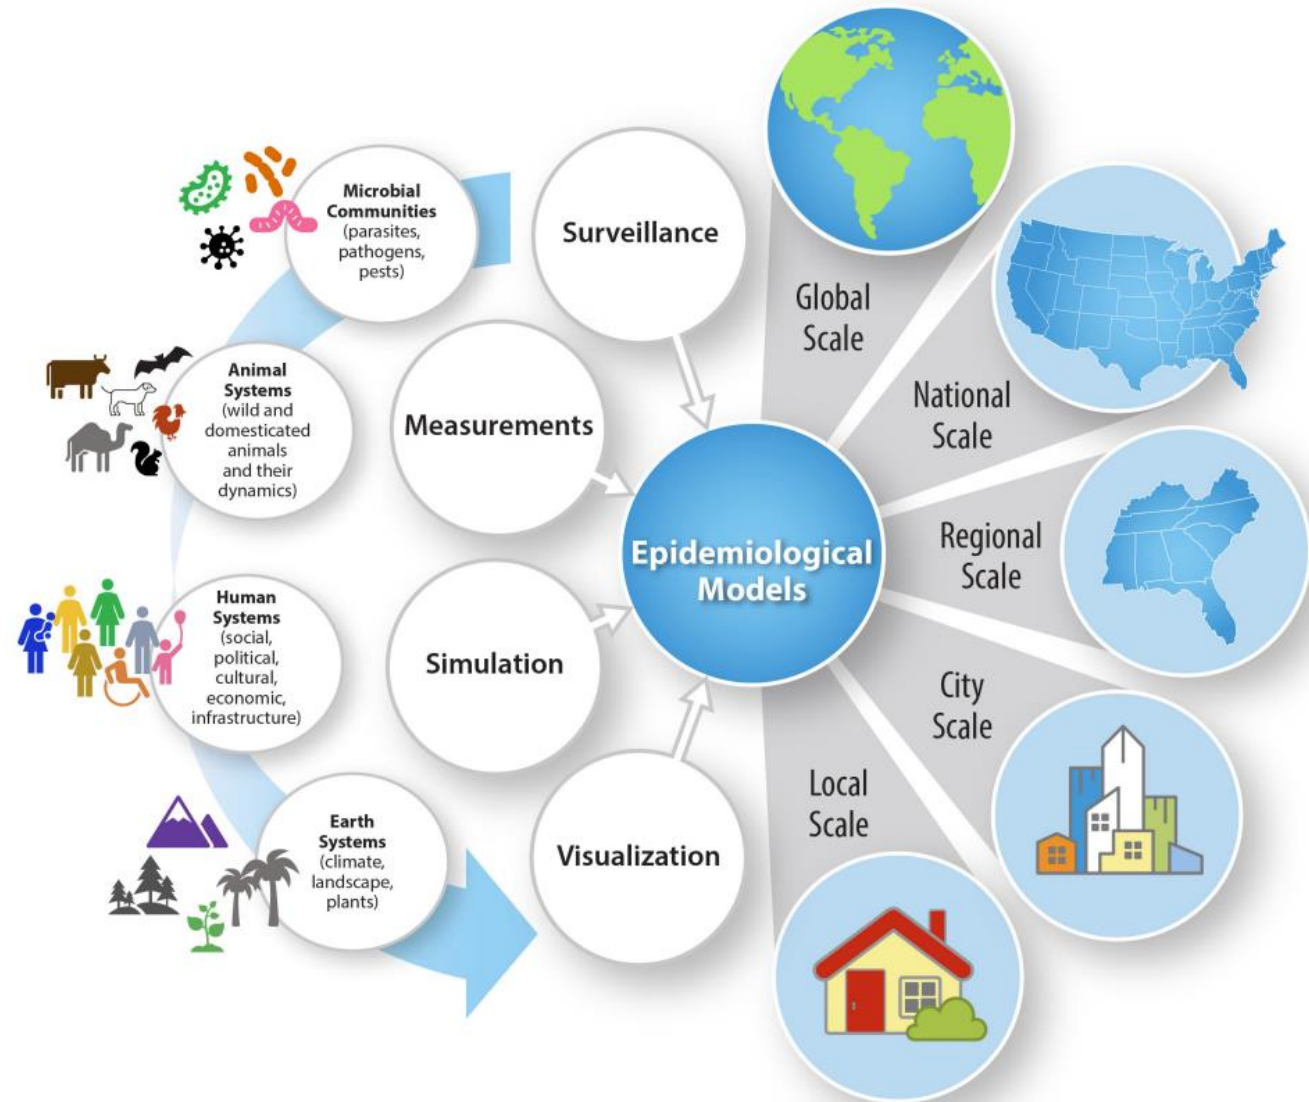 Microbial
Communities
(parasites,
pathogens,
pests)
Animal
Systems
(wild and
domesticated
animals
and their
dynamics)
Human
Systems
(social,
political,
cultural,
economic,
infrastructure)
Earth
Systems
(climate,
landscape,
plants)
Surveillance
Measurements
Simulation
Visualization
Epidemiological
Models
Global
Scale
National
Scale
Regional
Scale
City
Scale
Local
Scale